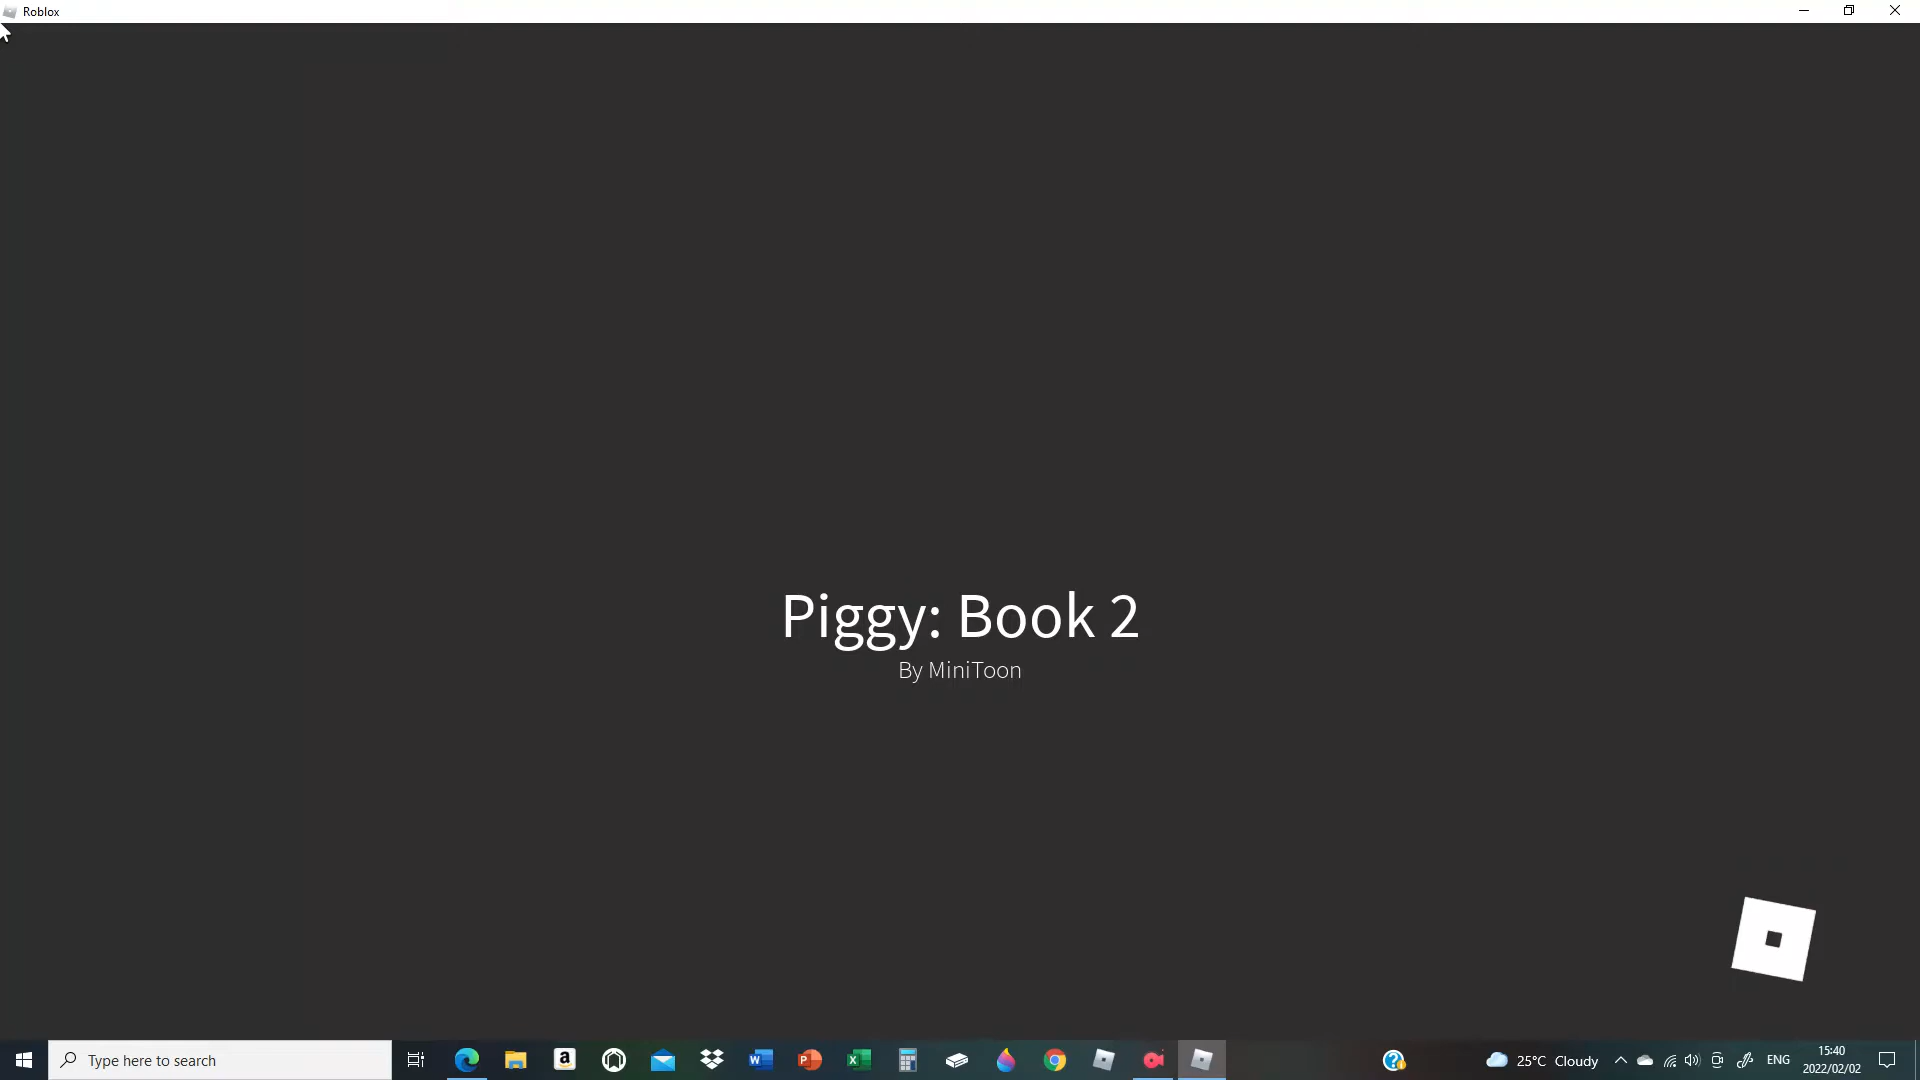 Roblox
Piggy: Book 2
By MiniToon
Type here to search
25°C Cloudy
ENG
15:40
2022/02/02